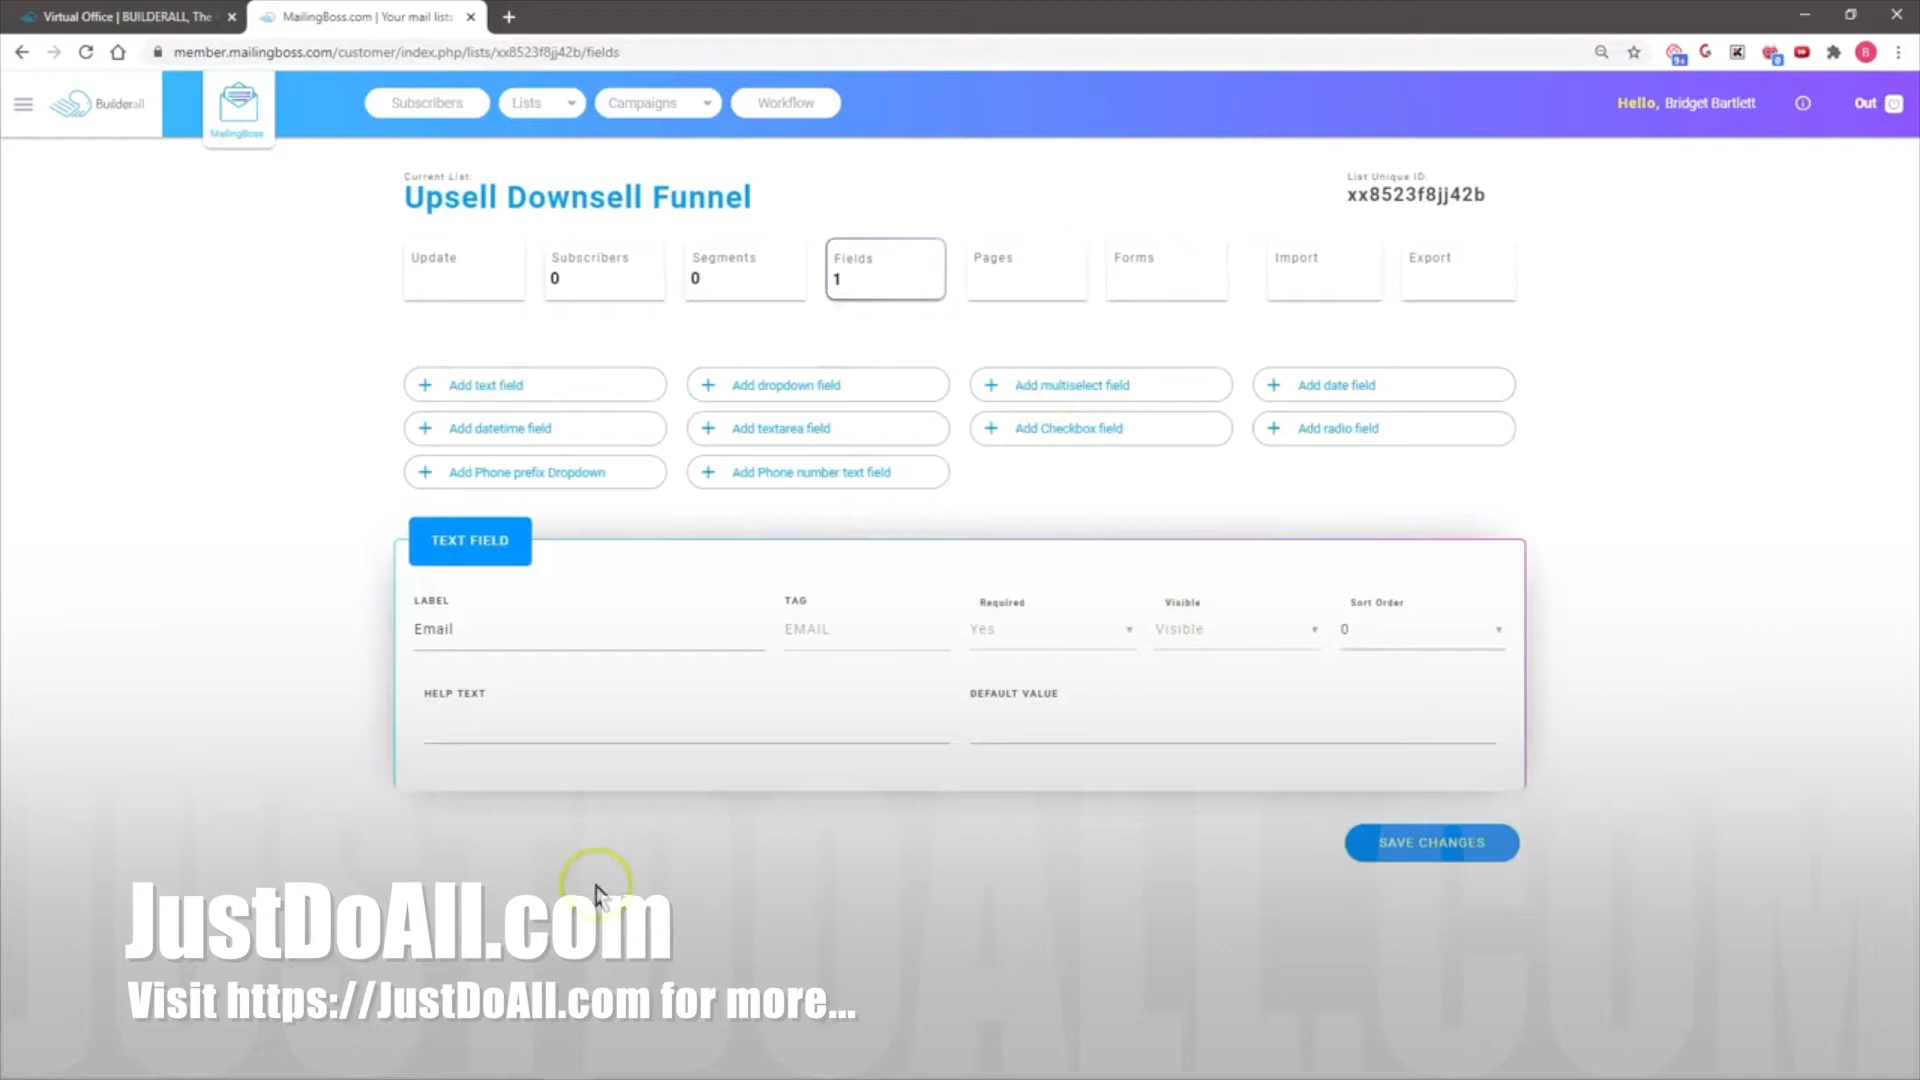 Virtual Office | BUILDERALL, The
MailingBoss.com | Your mail lists
member.mailingboss.com/customer/index.php/lists/xx8523f8jj42b/fields
Builderall
MailingBoss
Subscribers
Lists
Campaigns
Workflow
Hello, Bridget Bartlett
Out
Current List:
Upsell Downsell Funnel
List Unique ID:
xx8523f8jj42b
Update
Subscribers
0
Segments
0
Fields
1
Pages
Forms
Import
Export
+ Add text field
+ Add dropdown field
+ Add multiselect field
+ Add date field
+ Add datetime field
+ Add textarea field
+ Add Checkbox field
+ Add radio field
+ Add Phone prefix Dropdown
+ Add Phone number text field
TEXT FIELD
LABEL
TAG
Required
Visible
Sort Order
Email
EMAIL
Yes
Visible
0
HELP TEXT
DEFAULT VALUE
SAVE CHANGES
JustDoAll.com
Visit https://JustDoAll.com for more...
JUSTDOALL.COM